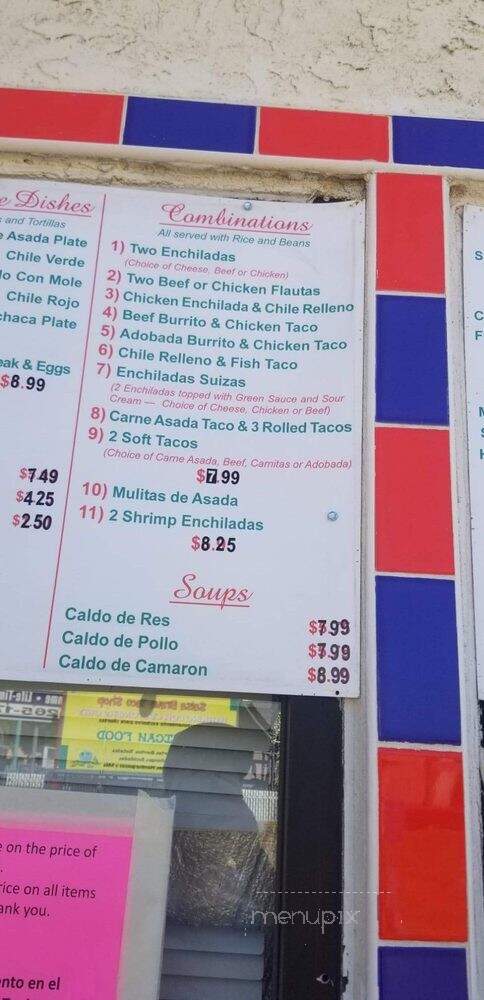 e Dishes
s and Tortillas
e Asada Plate
Chile Verde
lo Con Mole
Chile Rojo
chaca Plate
eak & Eggs
$8.99
$7.49
$4.25
$2.50
Combinations
All served with Rice and Beans
1) Two Enchiladas
(Choice of Cheese, Beef or Chicken)
2) Two Beef or Chicken Flautas
3) Chicken Enchilada & Chile Relleno
4) Beef Burrito & Chicken Taco
5) Adobada Burrito & Chicken Taco
6) Chile Relleno & Fish Taco
7) Enchiladas Suizas
(2 Enchiladas topped with Green Sauce and Sour
Cream — Choice of Cheese, Chicken or Beef)
8) Carne Asada Taco & 3 Rolled Tacos
9) 2 Soft Tacos
(Choice of Carne Asada, Beef, Carnitas or Adobada)
$7.99
10) Mulitas de Asada
11) 2 Shrimp Enchiladas
$8.25
Soups
Caldo de Res $7.99
Caldo de Pollo $7.99
Caldo de Camaron $8.99
e on the price of
rice on all items
ank you.
nto en el
menupix